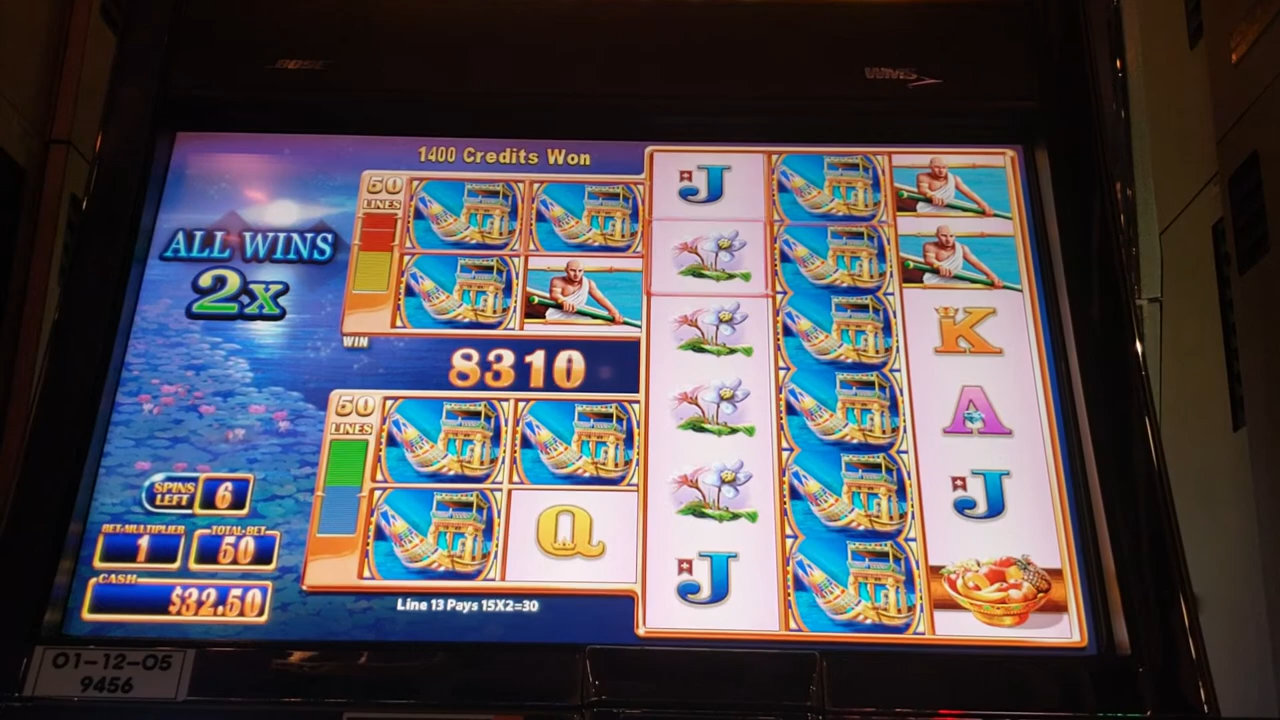 BOSE
WMS
1400 Credits Won
50
LINES
ALL WINS
2x
WIN
8310
50
LINES
SPINS
LEFT
6
BET MULTIPLIER
1
TOTAL BET
50
CASH
$32.50
Line 13 Pays 15X2=30
J
K
A
J
Q
J
01-12-05
9456